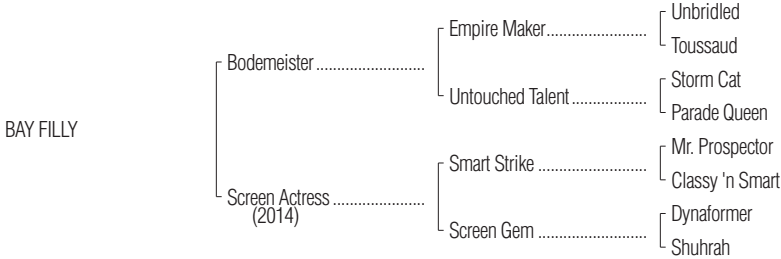 Unbridled
Empire Maker..........................
Toussaud
Bodemeister...........................
Storm Cat
Untouched Talent...................
Parade Queen
BAY FILLY
Mr. Prospector
Smart Strike ...........................
Classy 'n Smart
Screen Actress .......................
(2014)
Dynaformer
Screen Gem ...........................
Shuhrah